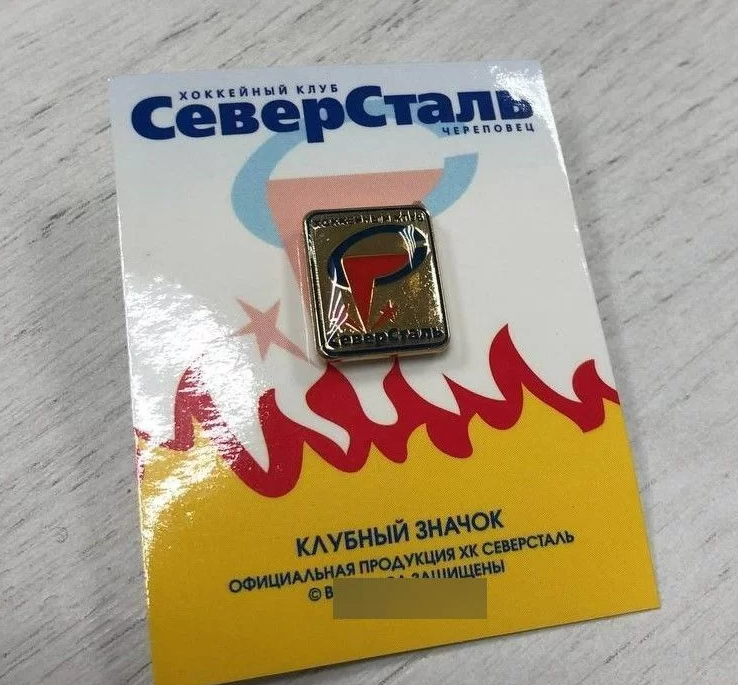 ХОККЕЙНЫЙ КЛУБ
СеверСталь
ЧЕРЕПОВЕЦ
ХОККЕЙНЫЙ КЛУБ
СеверСталь
КЛУБНЫЙ ЗНАЧОК
ОФИЦИАЛЬНАЯ ПРОДУКЦИЯ ХК СЕВЕРСТАЛЬ
© ЗАЩИЩЕНЫ